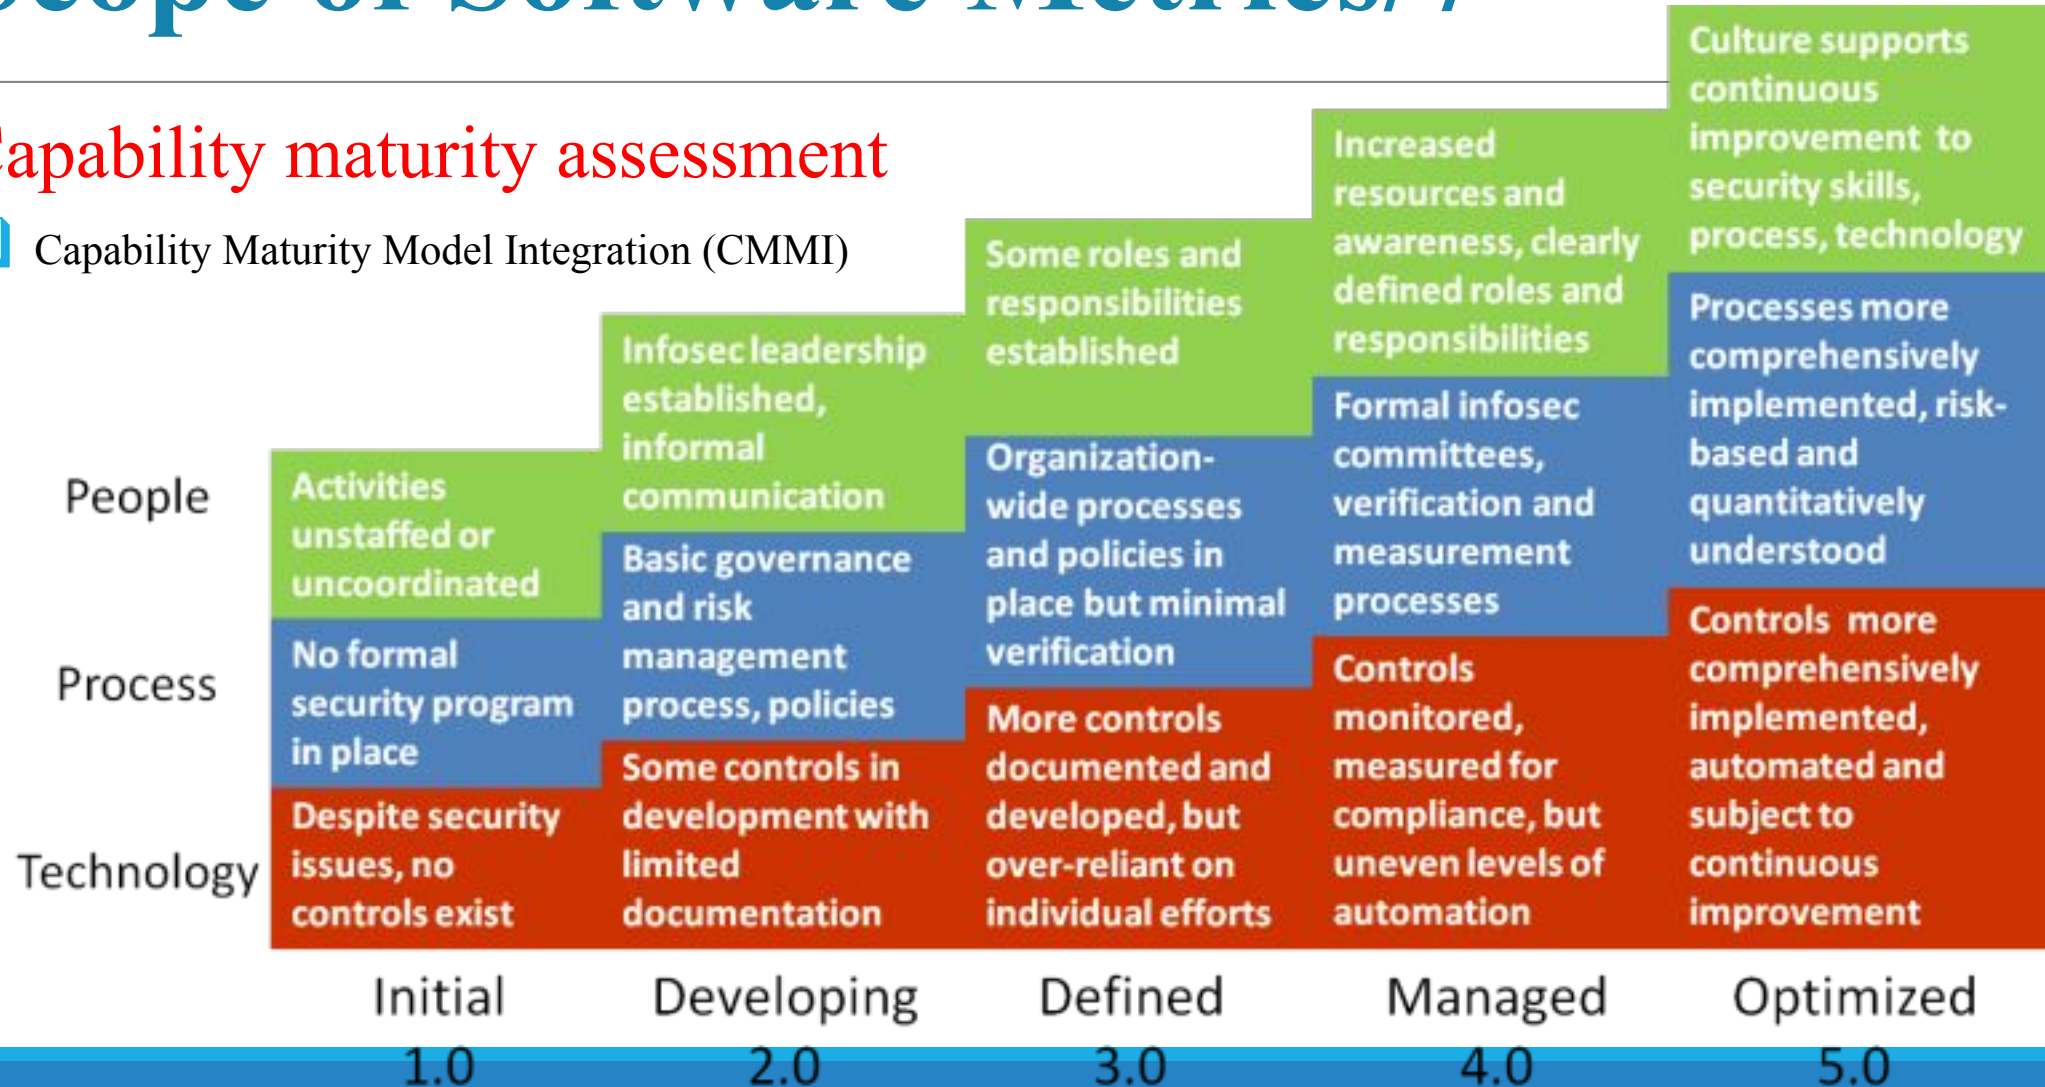 cope of Software Metrics/7
Capability maturity assessment
Capability Maturity Model Integration (CMMI)
People
Process
Technology
Activities
unstaffed or
uncoordinated
No formal
security program
in place
Despite security
issues, no
controls exist
Initial
1.0
Infosec leadership
established,
informal
communication
Basic governance
and risk
management
process, policies
Some controls in
development with
limited
documentation
Developing
2.0
Some roles and
responsibilities
established
Organization-
wide processes
and policies in
place but minimal
verification
More controls
documented and
developed, but
over-reliant on
individual efforts
Defined
3.0
Increased
resources and
awareness, clearly
defined roles and
responsibilities
Formal infosec
committees,
verification and
measurement
processes
Controls
monitored,
measured for
compliance, but
uneven levels of
automation
Managed
4.0
Culture supports
continuous
improvement to
security skills,
process, technology
Processes more
comprehensively
implemented, risk-
based and
quantitatively
understood
Controls more
comprehensively
implemented,
automated and
subject to
continuous
improvement
Optimized
5.0